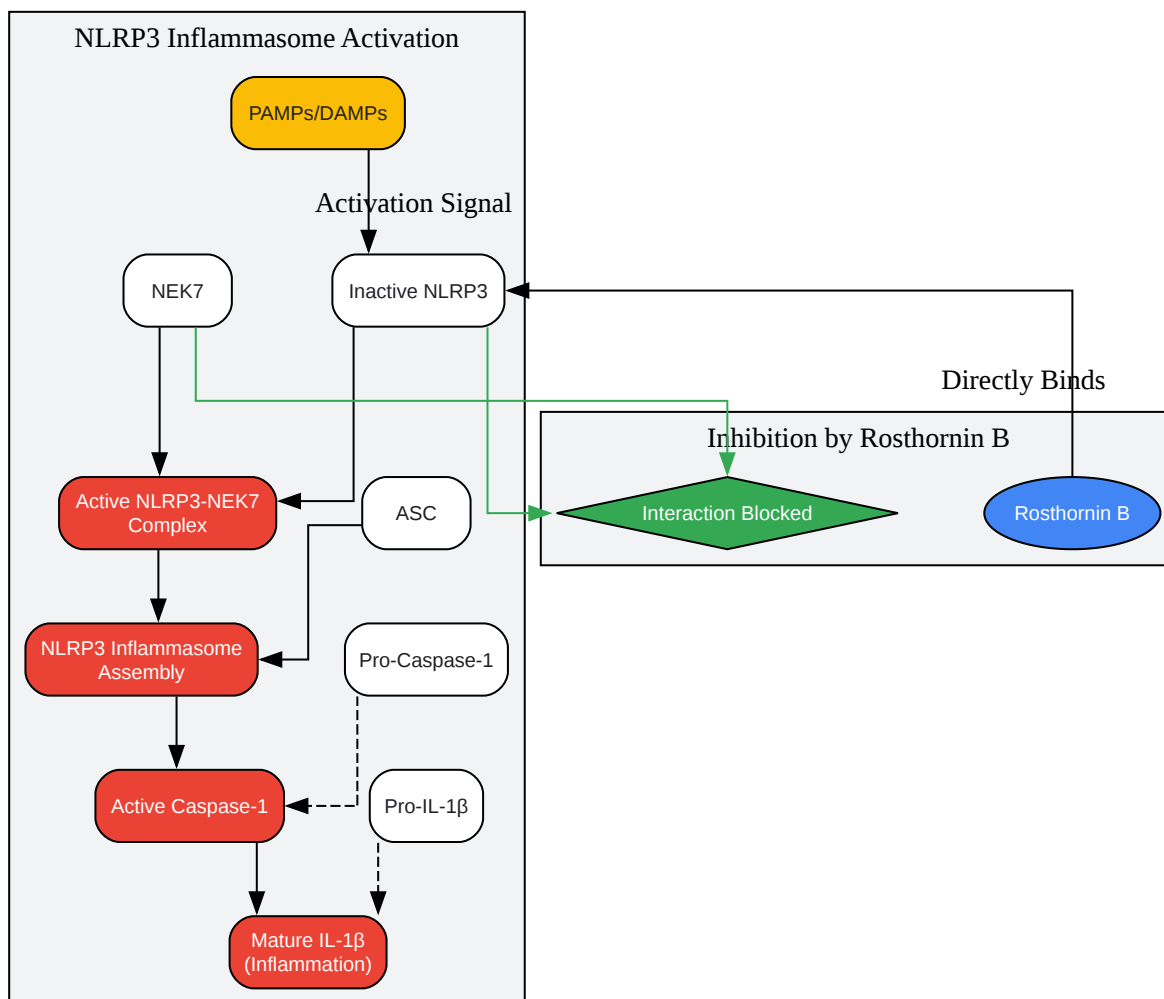 NLRP3 Inflammasome Activation
PAMPs/DAMPs
Activation Signal
NEK7
Inactive NLRP3
Directly Binds
Inhibition by Rosthornin B
Active NLRP3-NEK7
Complex
ASC
Interaction Blocked
Rosthornin B
NLRP3 Inflammasome
Assembly
Pro-Caspase-1
Active Caspase-1
Pro-IL-1β
Mature IL-1β
(Inflammation)